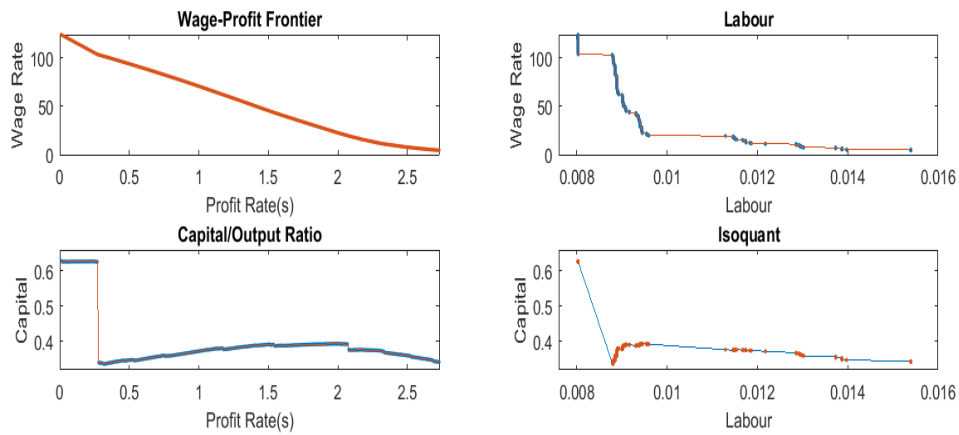 Wage-Profit Frontier
Wage Rate
100
50
0
0 0.5 1 1.5 2 2.5
Profit Rate(s)
Labour
Wage Rate
100
50
0
0.008 0.01 0.012 0.014 0.016
Labour
Capital/Output Ratio
Capital
0.6
0.5
0.4
0 0.5 1 1.5 2 2.5
Profit Rate(s)
Isoquant
Capital
0.6
0.5
0.4
0.008 0.01 0.012 0.014 0.016
Labour